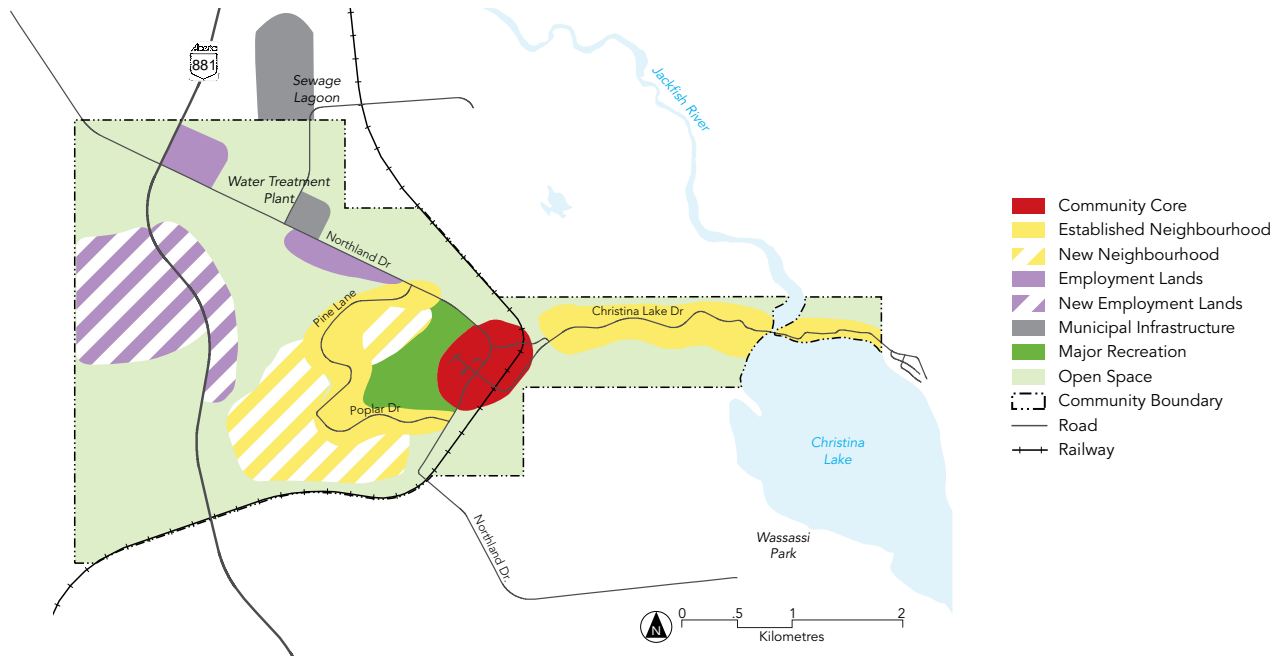 Alberta
881
Sewage
Lagoon
Jackfish River
Water Treatment
Plant
Northland Dr
Pine Lane
Christina Lake Dr
Poplar Dr
Christina
Lake
Northland Dr.
Wassassi
Park
N
0 .5 1 2
Kilometres
Community Core
Established Neighbourhood
New Neighbourhood
Employment Lands
New Employment Lands
Municipal Infrastructure
Major Recreation
Open Space
Community Boundary
Road
Railway